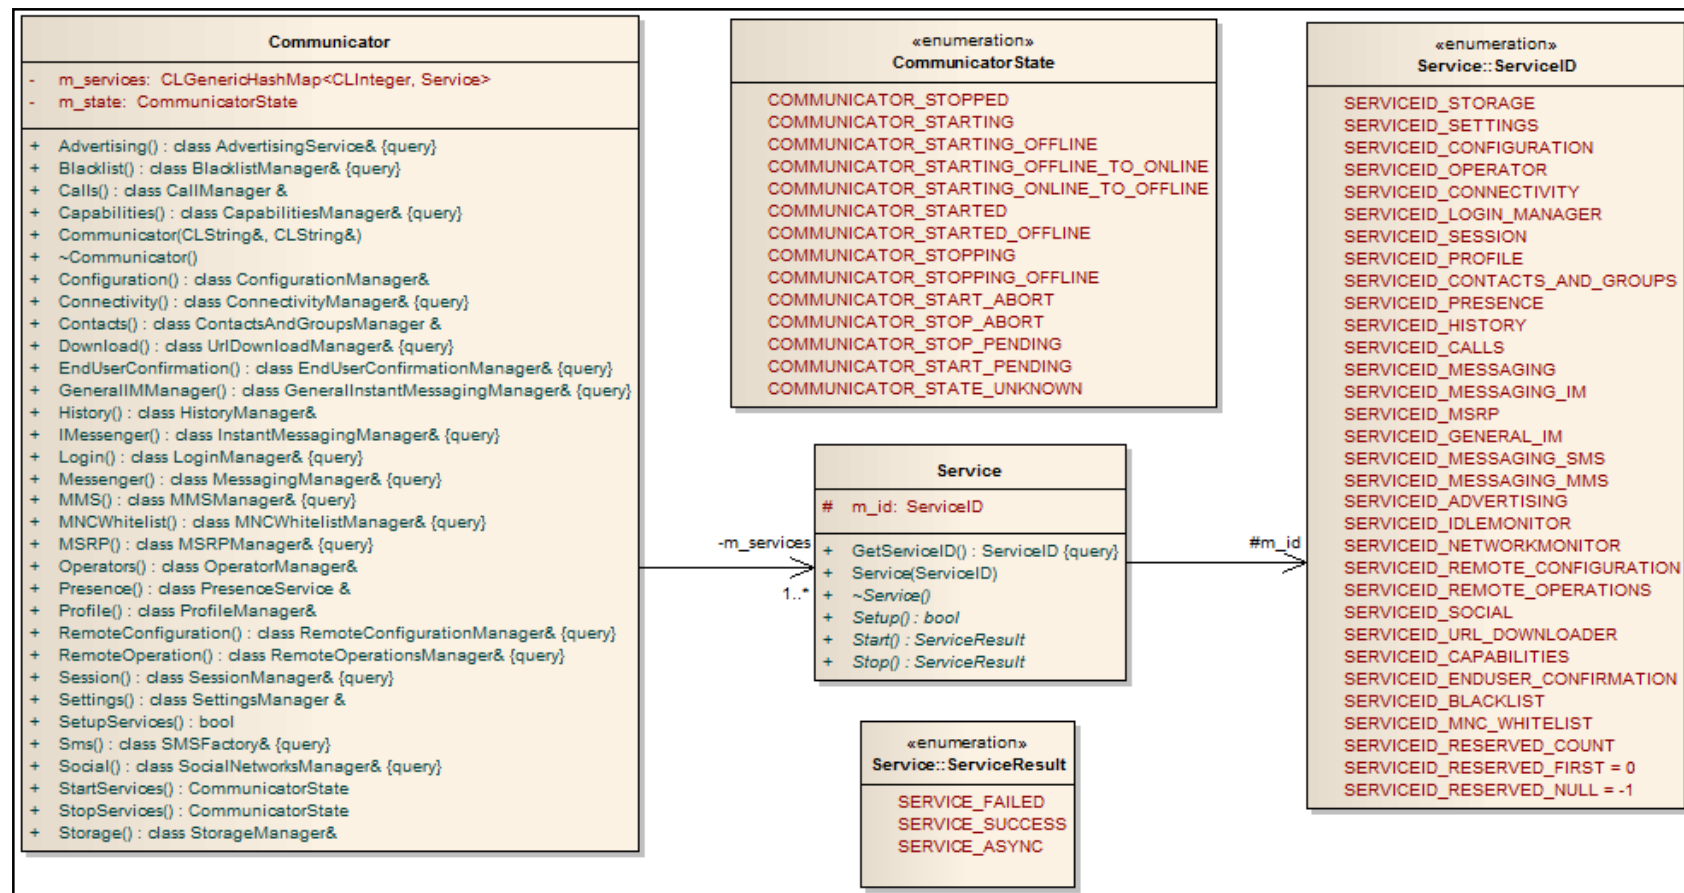 Communicator
- m_services: CLGenericHashMap<CLInteger, Service>
- m_state: CommunicatorState
+ Advertising() : class AdvertisingService& {query}
+ Blacklist() : class BlacklistManager& {query}
+ Calls() : class CallManager &
+ Capabilities() : class CapabilitiesManager& {query}
+ Communicator(CLString&, CLString&)
+ ~Communicator()
+ Configuration() : class ConfigurationManager&
+ Connectivity() : class ConnectivityManager& {query}
+ Contacts() : class ContactsAndGroupsManager &
+ Download() : class UrlDownloadManager& {query}
+ EndUserConfirmation() : class EndUserConfirmationManager& {query}
+ GeneralIMManager() : class GeneralInstantMessagingManager& {query}
+ History() : class HistoryManager&
+ IMessenger() : class InstantMessagingManager& {query}
+ Login() : class LoginManager& {query}
+ Messenger() : class MessagingManager& {query}
+ MMS() : class MMSManager& {query}
+ MNCWhitelist() : class MNCWhitelistManager& {query}
+ MSRP() : class MSRPManager& {query}
+ Operators() : class OperatorManager&
+ Presence() : class PresenceService &
+ Profile() : class ProfileManager&
+ RemoteConfiguration() : class RemoteConfigurationManager& {query}
+ RemoteOperation() : class RemoteOperationsManager& {query}
+ Session() : class SessionManager& {query}
+ Settings() : class SettingsManager &
+ SetupServices() : bool
+ Sms() : class SMSFactory& {query}
+ Social() : class SocialNetworksManager& {query}
+ StartServices() : CommunicatorState
+ StopServices() : CommunicatorState
+ Storage() : class StorageManager&
«enumeration»
CommunicatorState
COMMUNICATOR_STOPPED
COMMUNICATOR_STARTING
COMMUNICATOR_STARTING_OFFLINE
COMMUNICATOR_STARTING_OFFLINE_TO_ONLINE
COMMUNICATOR_STARTING_ONLINE_TO_OFFLINE
COMMUNICATOR_STARTED
COMMUNICATOR_STARTED_OFFLINE
COMMUNICATOR_STOPPING
COMMUNICATOR_STOPPING_OFFLINE
COMMUNICATOR_START_ABORT
COMMUNICATOR_STOP_ABORT
COMMUNICATOR_STOP_PENDING
COMMUNICATOR_START_PENDING
COMMUNICATOR_STATE_UNKNOWN
-m_services
1..*
Service
# m_id: ServiceID
+ GetServiceID() : ServiceID {query}
+ Service(ServiceID)
+ ~Service()
+ Setup() : bool
+ Start() : ServiceResult
+ Stop() : ServiceResult
#m_id
«enumeration»
Service::ServiceResult
SERVICE_FAILED
SERVICE_SUCCESS
SERVICE_ASYNC
«enumeration»
Service::ServiceID
SERVICEID_STORAGE
SERVICEID_SETTINGS
SERVICEID_CONFIGURATION
SERVICEID_OPERATOR
SERVICEID_CONNECTIVITY
SERVICEID_LOGIN_MANAGER
SERVICEID_SESSION
SERVICEID_PROFILE
SERVICEID_CONTACTS_AND_GROUPS
SERVICEID_PRESENCE
SERVICEID_HISTORY
SERVICEID_CALLS
SERVICEID_MESSAGING
SERVICEID_MESSAGING_IM
SERVICEID_MSRP
SERVICEID_GENERAL_IM
SERVICEID_MESSAGING_SMS
SERVICEID_MESSAGING_MMS
SERVICEID_ADVERTISING
SERVICEID_IDLEMONITOR
SERVICEID_NETWORKMONITOR
SERVICEID_REMOTE_CONFIGURATION
SERVICEID_REMOTE_OPERATIONS
SERVICEID_SOCIAL
SERVICEID_URL_DOWNLOADER
SERVICEID_CAPABILITIES
SERVICEID_ENDUSER_CONFIRMATION
SERVICEID_BLACKLIST
SERVICEID_MNC_WHITELIST
SERVICEID_RESERVED_COUNT
SERVICEID_RESERVED_FIRST = 0
SERVICEID_RESERVED_NULL = -1